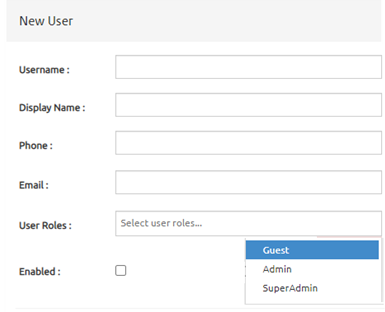 New User
Username :
Display Name :
Phone :
Email :
User Roles :
Select user roles...
Guest
Enabled :
Admin
SuperAdmin